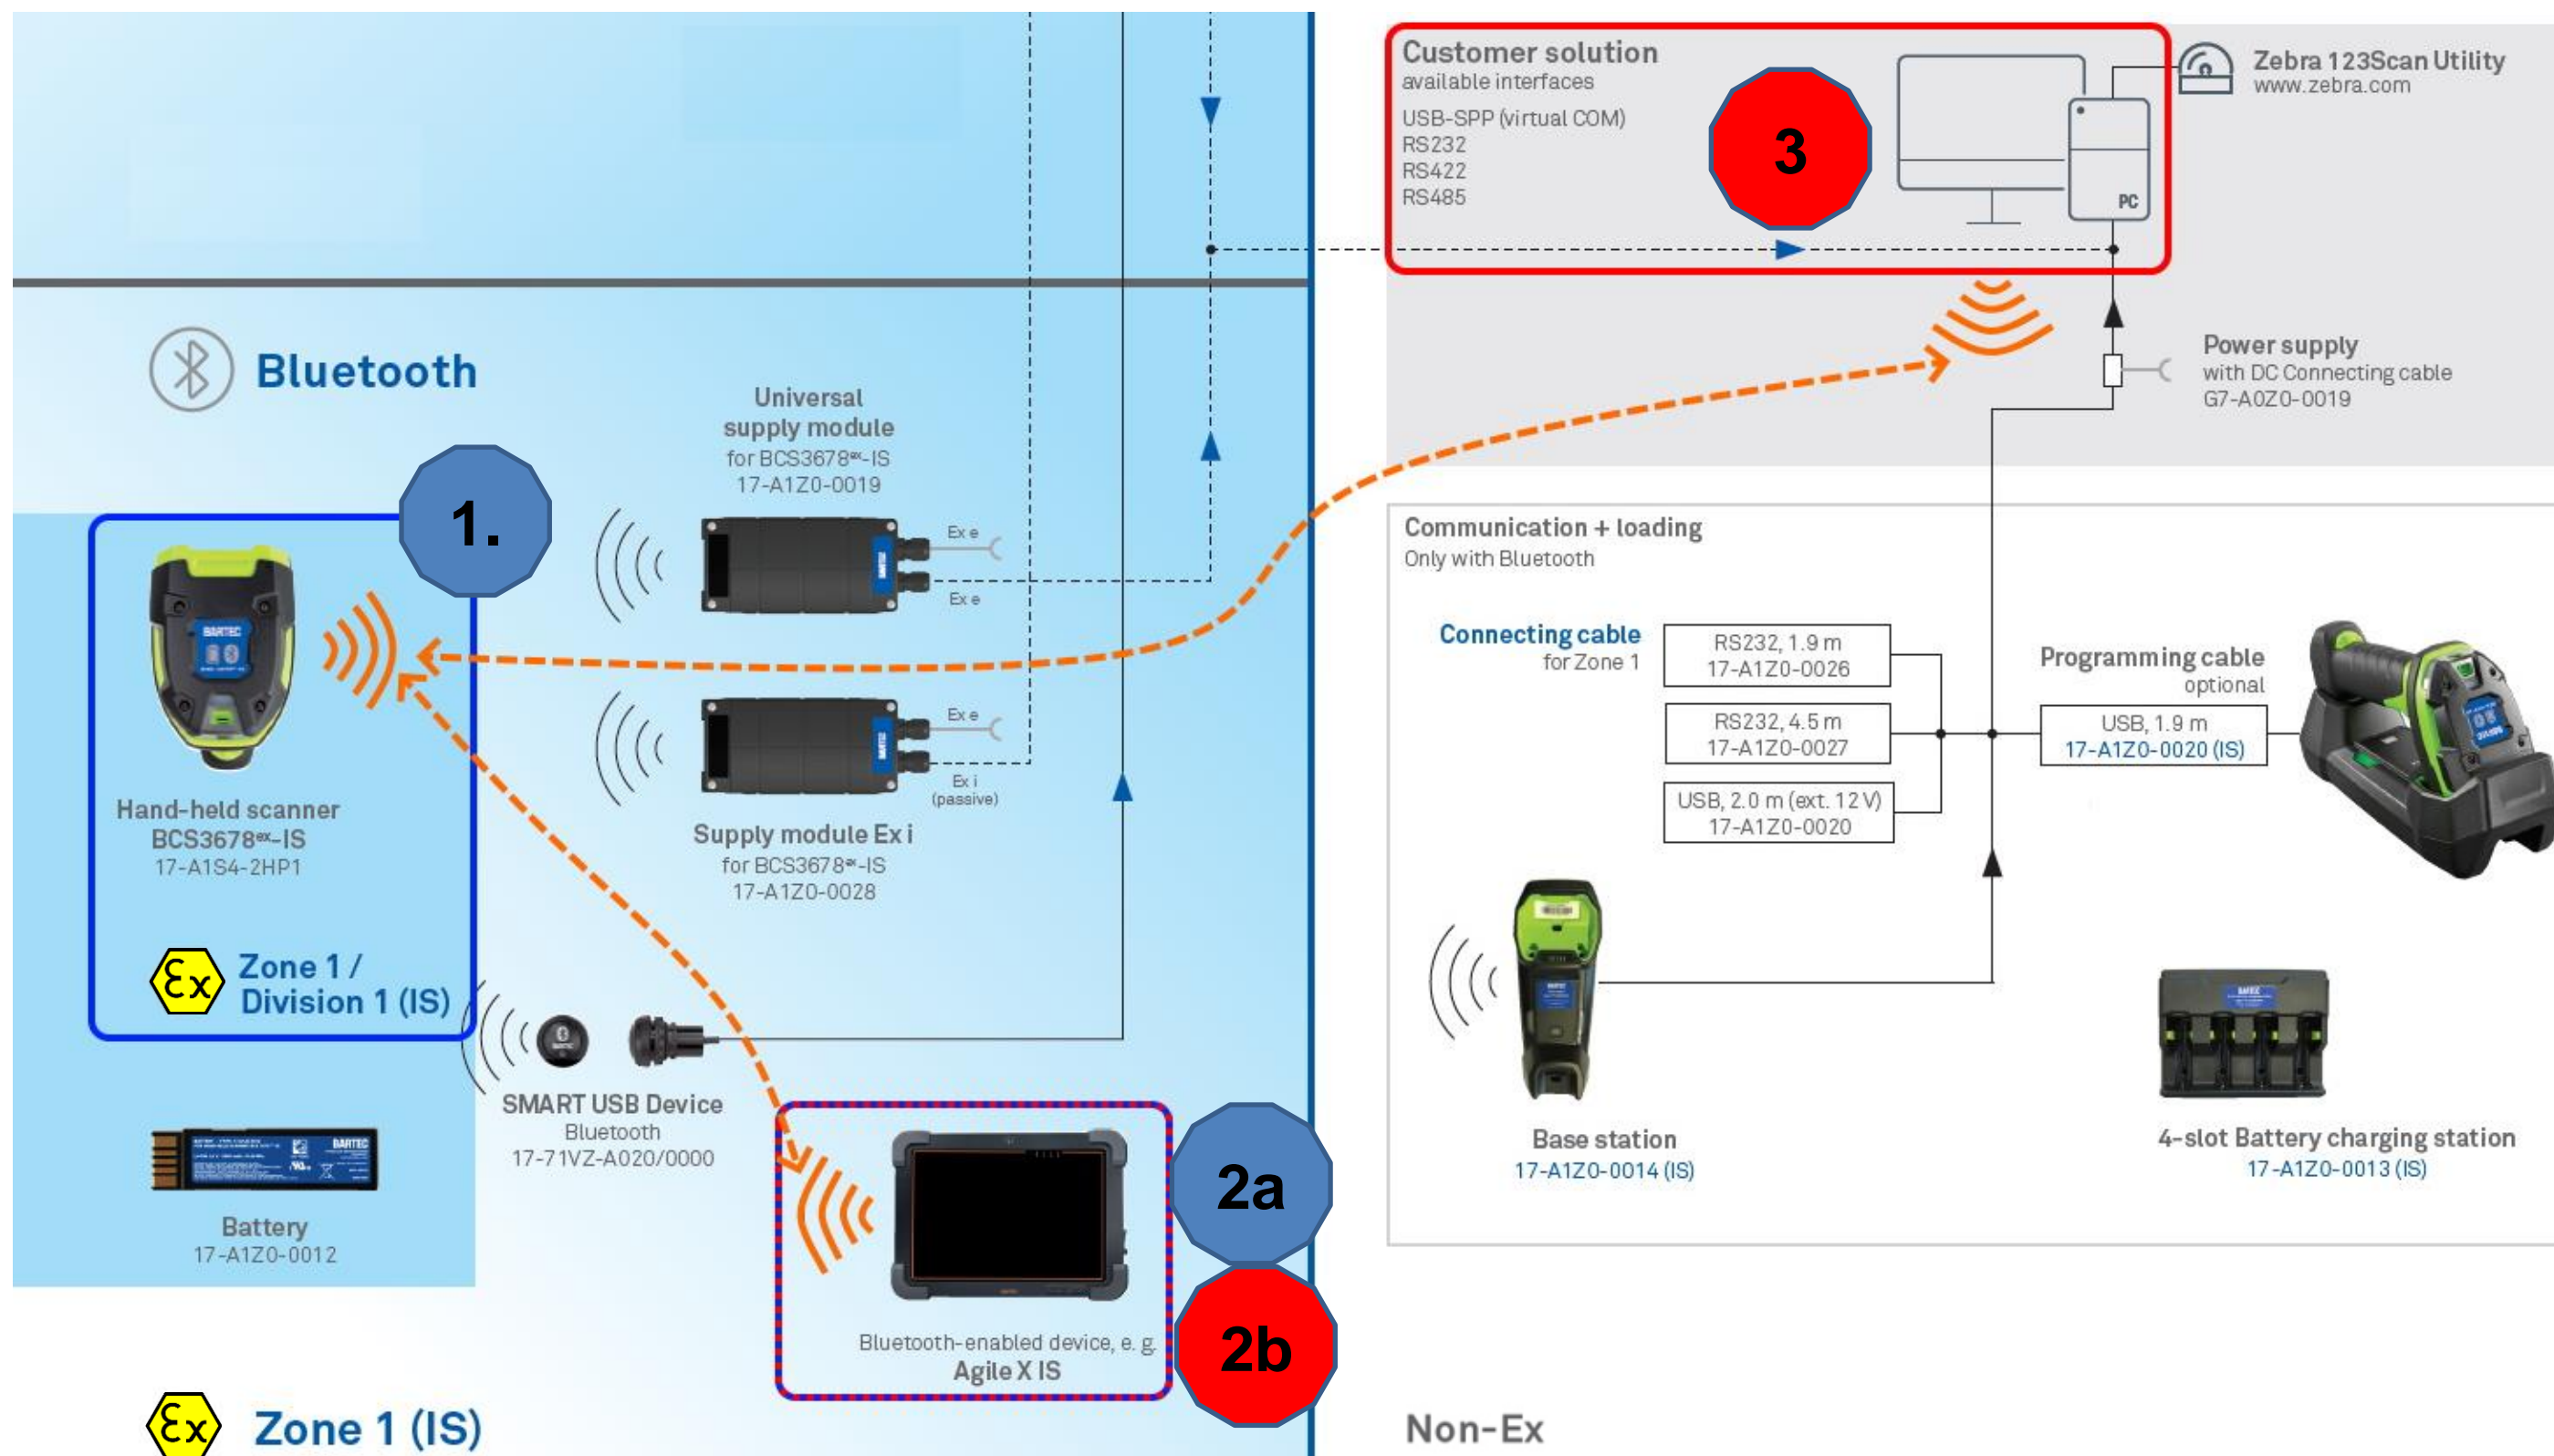 Customer solution
available interfaces
USB-SPP (virtual COM)
RS232
RS422
RS485
3
PC
Zebra 123Scan Utility
www.zebra.com
Bluetooth
Power supply
with DC Connecting cable
G7-A0Z0-0019
Universal
supply module
for BCS3678ex-IS
17-A1Z0-0019
Ex e
Ex e
1.
BARTEC
Hand-held scanner
BCS3678ex-IS
17-A1S4-2HP1
Ex
Zone 1 /
Division 1 (IS)
Ex e
Ex i
(passive)
Supply module Ex i
for BCS3678ex-IS
17-A1Z0-0028
Communication + loading
Only with Bluetooth
Connecting cable
for Zone 1
RS232, 1.9 m
17-A1Z0-0026
RS232, 4.5 m
17-A1Z0-0027
USB, 2.0 m (ext. 12 V)
17-A1Z0-0020
Programming cable
optional
USB, 1.9 m
17-A1Z0-0020 (IS)
SMART USB Device
Bluetooth
17-71VZ-A020/0000
BARTEC
Battery
17-A1Z0-0012
2a
2b
Bluetooth-enabled device, e. g.
Agile X IS
Base station
17-A1Z0-0014 (IS)
4-slot Battery charging station
17-A1Z0-0013 (IS)
Ex
Zone 1 (IS)
Non-Ex